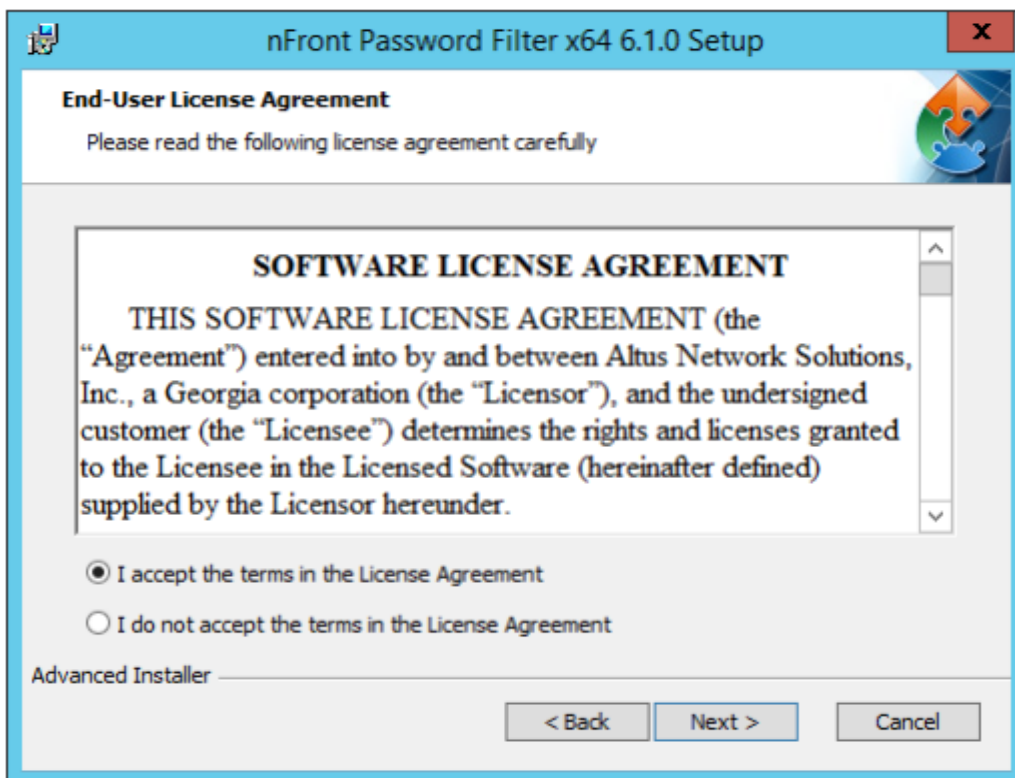 nFront Password Filter x64 6.1.0 Setup
x
End-User License Agreement
Please read the following license agreement carefully
SOFTWARE LICENSE AGREEMENT
THIS SOFTWARE LICENSE AGREEMENT (the
“Agreement”) entered into by and between Altus Network Solutions,
Inc., a Georgia corporation (the “Licensor”), and the undersigned
customer (the “Licensee”) determines the rights and licenses granted
to the Licensee in the Licensed Software (hereinafter defined)
supplied by the Licensor hereunder.
I accept the terms in the License Agreement
I do not accept the terms in the License Agreement
Advanced Installer
< Back Next > Cancel